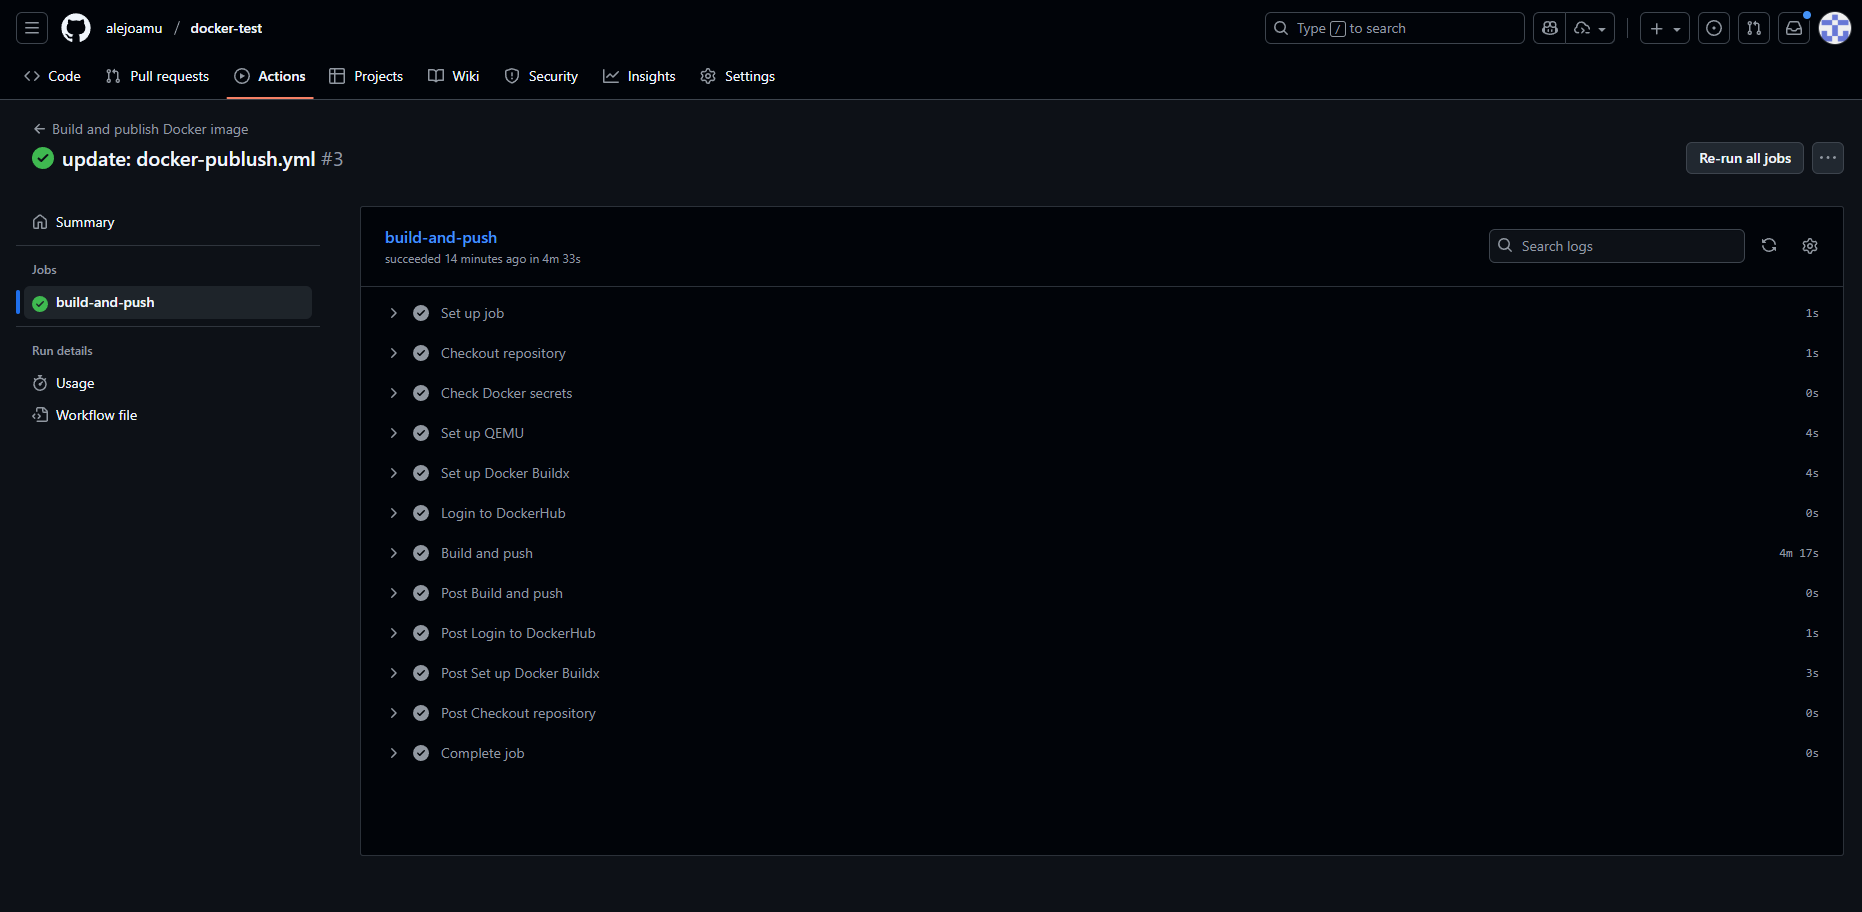 alejoamu / docker-test
Type / to search
Code Pull requests Actions Projects Wiki Security Insights Settings
Build and publish Docker image
update: docker-publush.yml #3
Re-run all jobs
Summary
Jobs
build-and-push
Run details
Usage
Workflow file
build-and-push
succeeded 14 minutes ago in 4m 33s
Search logs
Set up job 1s
Checkout repository 1s
Check Docker secrets 0s
Set up QEMU 4s
Set up Docker Buildx 4s
Login to DockerHub 0s
Build and push 4m 17s
Post Build and push 0s
Post Login to DockerHub 1s
Post Set up Docker Buildx 3s
Post Checkout repository 0s
Complete job 0s